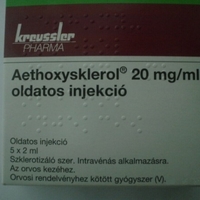 kreussler
PHARMA
Aethoxysklerol® 20 mg/ml
oldatos injekció
Oldatos injekció
5 x 2 ml
Szklerotizáló szer. Intravénás alkalmazásra.
Az orvos kezéhez.
Orvosi rendelvényhez kötött gyógyszer (V).